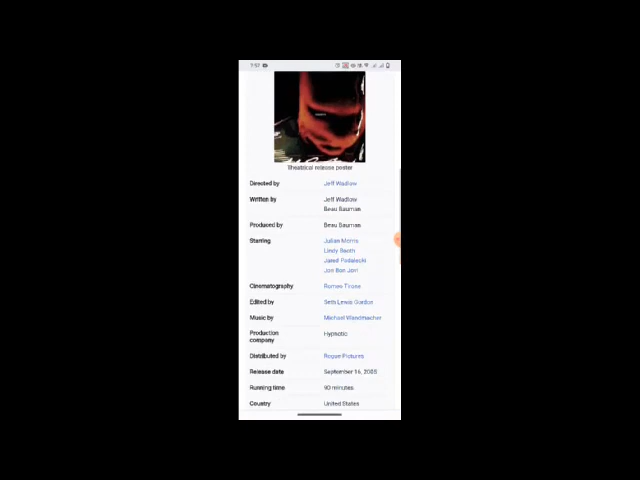 7:57
Theatrical release poster
Directed by Jeff Wadlow
Written by Jeff Wadlow
Beau Bauman
Produced by Beau Bauman
Starring Julian Morris
Lindy Booth
Jared Padalecki
Jon Bon Jovi
Cinematography Romeo Tirone
Edited by Seth Lewis Gordon
Music by Michael Wandmacher
Production Hypnotic
company
Distributed by Rogue Pictures
Release date September 16, 2005
Running time 90 minutes
Country United States